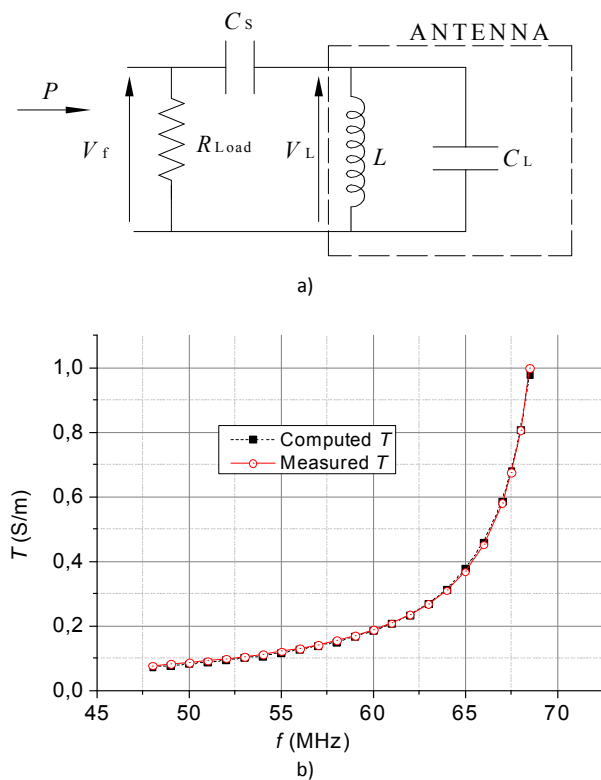 ANTENNA
C S
P
V f
R Load
V L
L
C L
a)
1,0
0,8
0,6
0,4
0,2
0,0
T (S/m)
Computed T
Measured T
45 50 55 60 65 70
f (MHz)
b)